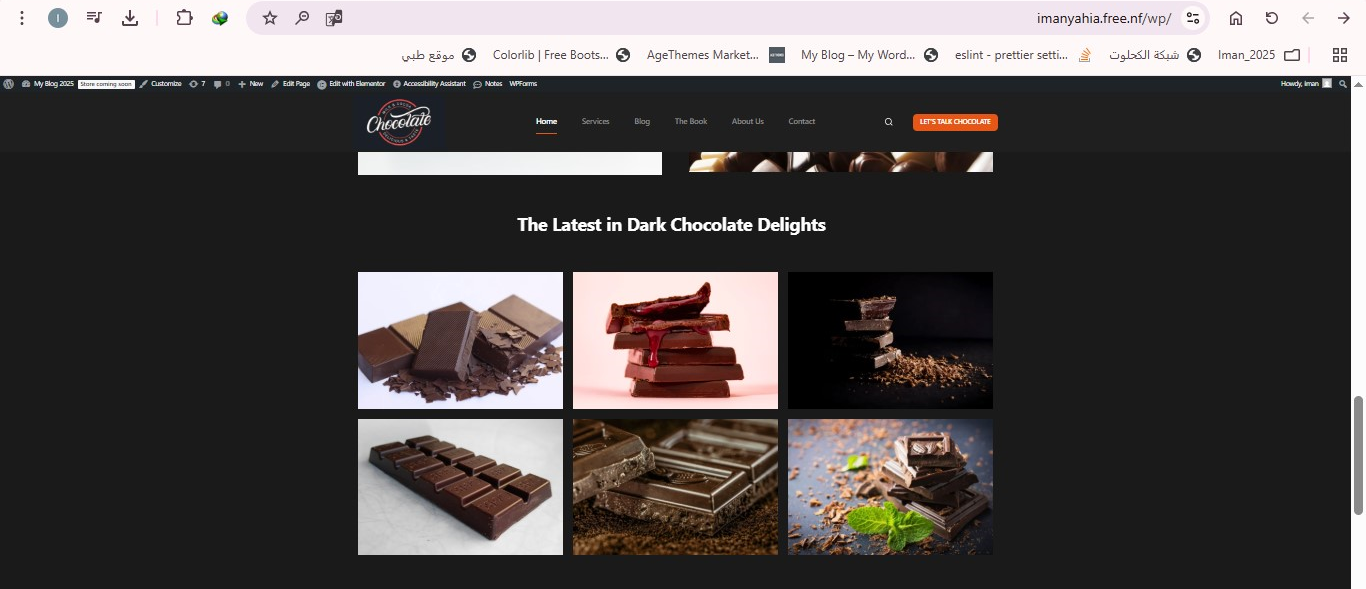 imanyahia.free.nf/wp/
موقع طبي
Colorlib | Free Boots...
AgeThemes Market...
My Blog – My Word...
eslint - prettier setti...
شبكة الكحلوت
Iman_2025
My Blog 2025
Store coming soon
Customize
7
0
New
Edit Page
Edit with Elementor
Accessibility Assistant
Notes
WPForms
Howdy, Iman
Chocolate
Home
Services
Blog
The Book
About Us
Contact
LET'S TALK CHOCOLATE
The Latest in Dark Chocolate Delights